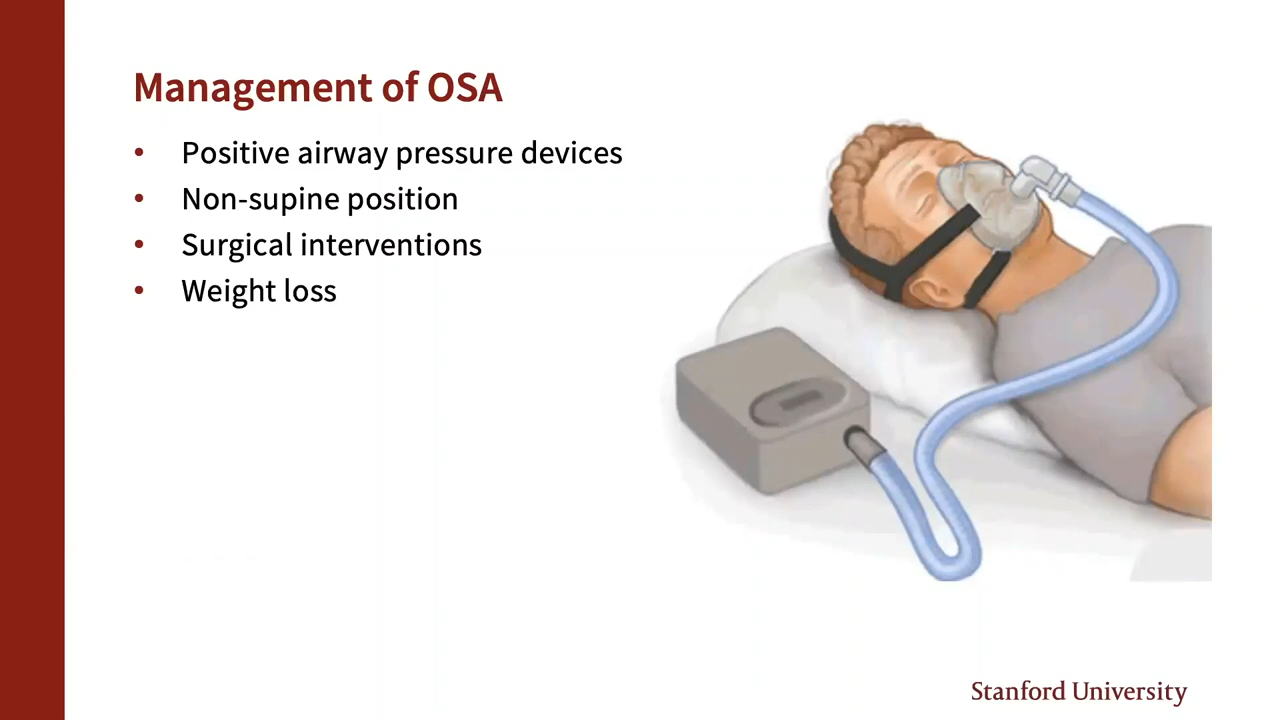 Management of OSA
• Positive airway pressure devices
• Non-supine position
• Surgical interventions
• Weight loss
Stanford University